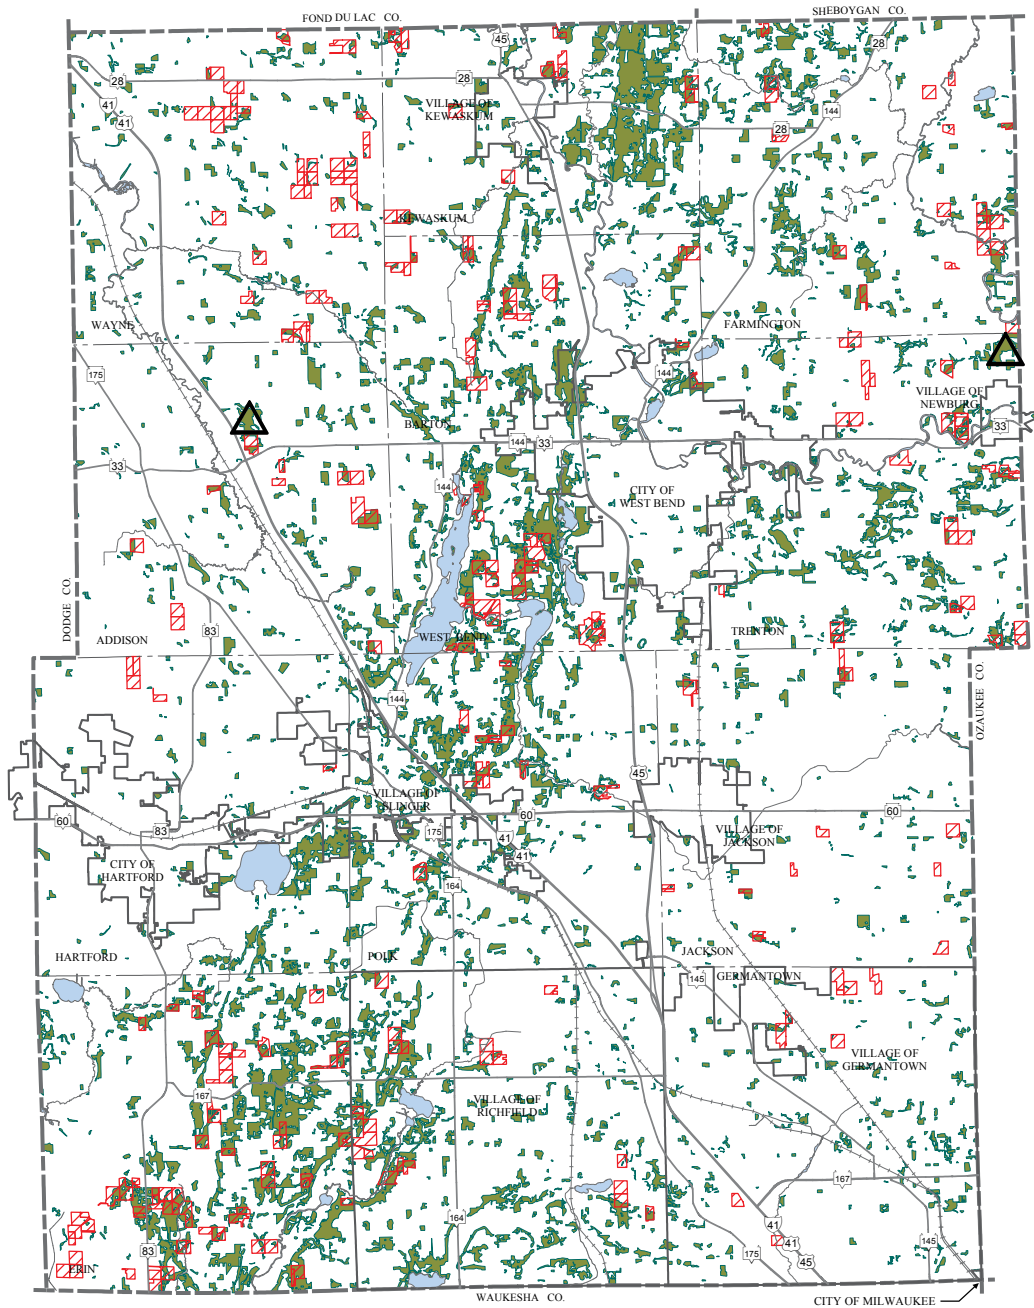 FOND DU LAC CO.
SHEBOYGAN CO.
45
28
28
28
41
41
VILLAGE OF
KEWASKUM
144
28
KEWASKUM
WAYNE
FARMINGTON
175
144
VILLAGE OF
NEWBURG
BARTON
33
144
33
33
144
CITY OF
WEST BEND
DODGE CO.
ADDISON
83
WEST BEND
TRENTON
144
OZAUKEE CO.
45
VILLAGE OF
SLINGER
60
60
60
83
175
41
41
VILLAGE OF
JACKSON
CITY OF
HARTFORD
164
HARTFORD
POLK
JACKSON
145
GERMANTOWN
VILLAGE OF
GERMANTOWN
167
VILLAGE OF
RICHFIELD
167
164
83
41
41
45
175
145
ERIN
WAUKESHA CO.
CITY OF MILWAUKEE